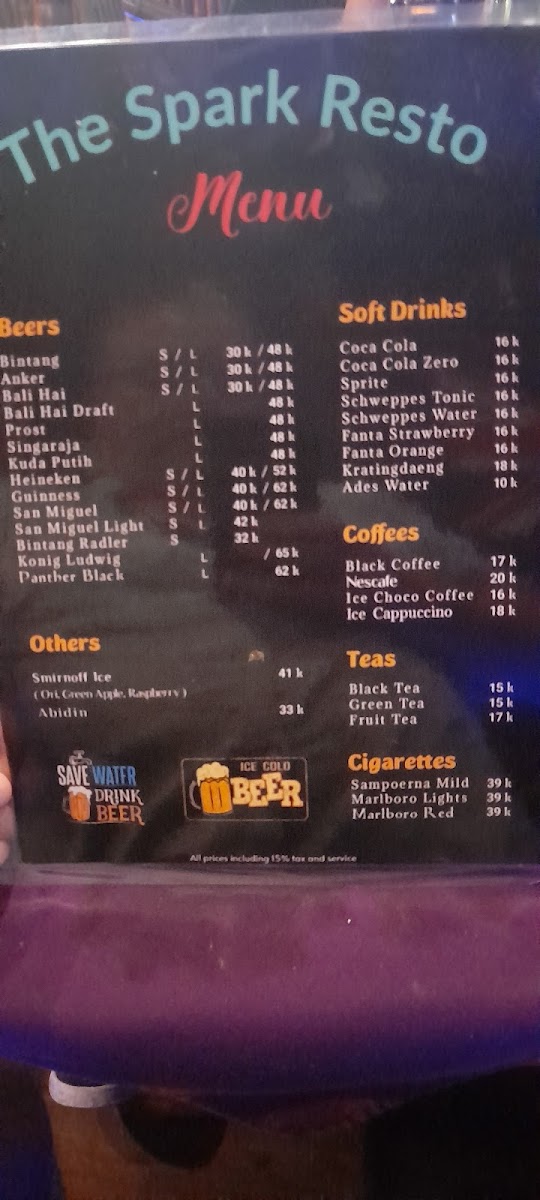 The Spark Resto
Menu
Beers
Bintang S / L 30 k / 48 k
Anker S / L 30 k / 48 k
Bali Hai S / L 30 k / 48 k
Bali Hai Draft L 48 k
Prost L 48 k
Singaraja L 48 k
Kuda Putih L 48 k
Heineken S / L 40 k / 52 k
Guinness S / L 40 k / 62 k
San Miguel S / L 40 k / 62 k
San Miguel Light S L 42 k
Bintang Radler S 32 k
Konig Ludwig L / 65 k
Panther Black L 62 k
Others
Smirnoff Ice 41 k
( Ori, Green Apple, Raspberry )
Abidin 33 k
SAVE WATER
DRINK
BEER
ICE COLD
BEER
Soft Drinks
Coca Cola 16 k
Coca Cola Zero 16 k
Sprite 16 k
Schweppes Tonic 16 k
Schweppes Water 16 k
Fanta Strawberry 16 k
Fanta Orange 16 k
Kratingdaeng 18 k
Ades Water 10 k
Coffees
Black Coffee 17 k
Nescafe 20 k
Ice Choco Coffee 16 k
Ice Cappuccino 18 k
Teas
Black Tea 15 k
Green Tea 15 k
Fruit Tea 17 k
Cigarettes
Sampoerna Mild 39 k
Marlboro Lights 39 k
Marlboro Red 39 k
All prices including 15% tax and service